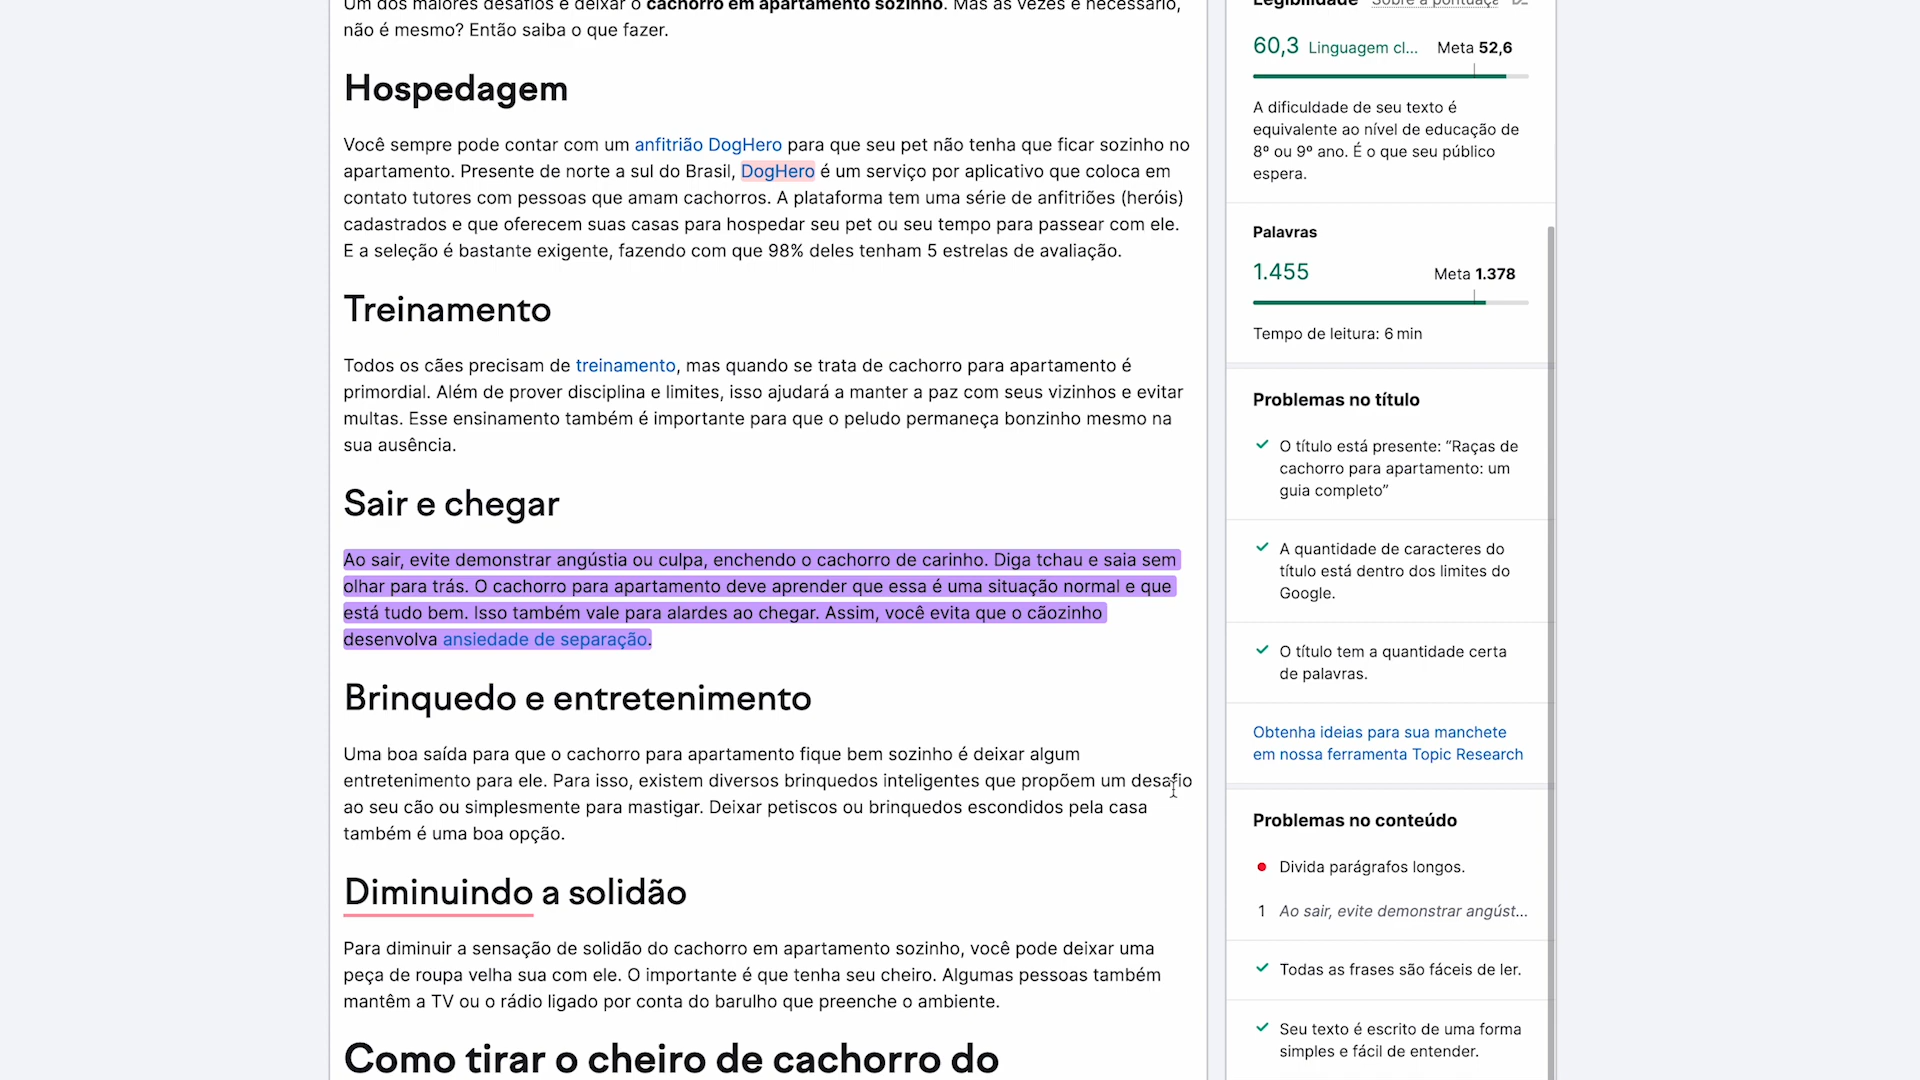 Um dos maiores desafios é deixar o cachorro em apartamento sozinho. Mas às vezes é necessário,
não é mesmo? Então saiba o que fazer.
Hospedagem
Você sempre pode contar com um anfitrião DogHero para que seu pet não tenha que ficar sozinho no
apartamento. Presente de norte a sul do Brasil, DogHero é um serviço por aplicativo que coloca em
contato tutores com pessoas que amam cachorros. A plataforma tem uma série de anfitriões (heróis)
cadastrados e que oferecem suas casas para hospedar seu pet ou seu tempo para passear com ele.
E a seleção é bastante exigente, fazendo com que 98% deles tenham 5 estrelas de avaliação.
Treinamento
Todos os cães precisam de treinamento, mas quando se trata de cachorro para apartamento é
primordial. Além de prover disciplina e limites, isso ajudará a manter a paz com seus vizinhos e evitar
multas. Esse ensinamento também é importante para que o peludo permaneça bonzinho mesmo na
sua ausência.
Sair e chegar
Ao sair, evite demonstrar angústia ou culpa, enchendo o cachorro de carinho. Diga tchau e saia sem
olhar para trás. O cachorro para apartamento deve aprender que essa é uma situação normal e que
está tudo bem. Isso também vale para alardes ao chegar. Assim, você evita que o cãozinho
desenvolva ansiedade de separação.
Brinquedo e entretenimento
Uma boa saída para que o cachorro para apartamento fique bem sozinho é deixar algum
entretenimento para ele. Para isso, existem diversos brinquedos inteligentes que propõem um desafio
ao seu cão ou simplesmente para mastigar. Deixar petiscos ou brinquedos escondidos pela casa
também é uma boa opção.
Diminuindo a solidão
Para diminuir a sensação de solidão do cachorro em apartamento sozinho, você pode deixar uma
peça de roupa velha sua com ele. O importante é que tenha seu cheiro. Algumas pessoas também
mantêm a TV ou o rádio ligado por conta do barulho que preenche o ambiente.
Como tirar o cheiro de cachorro do
Legibilidade Sobre a pontuaçã
60,3 Linguagem cl... Meta 52,6
A dificuldade de seu texto é
equivalente ao nível de educação de
8º ou 9º ano. É o que seu público
espera.
Palavras
1.455 Meta 1.378
Tempo de leitura: 6 min
Problemas no título
O título está presente: “Raças de
cachorro para apartamento: um
guia completo”
A quantidade de caracteres do
título está dentro dos limites do
Google.
O título tem a quantidade certa
de palavras.
Obtenha ideias para sua manchete
em nossa ferramenta Topic Research
Problemas no conteúdo
Divida parágrafos longos.
1 Ao sair, evite demonstrar angúst...
Todas as frases são fáceis de ler.
Seu texto é escrito de uma forma
simples e fácil de entender.